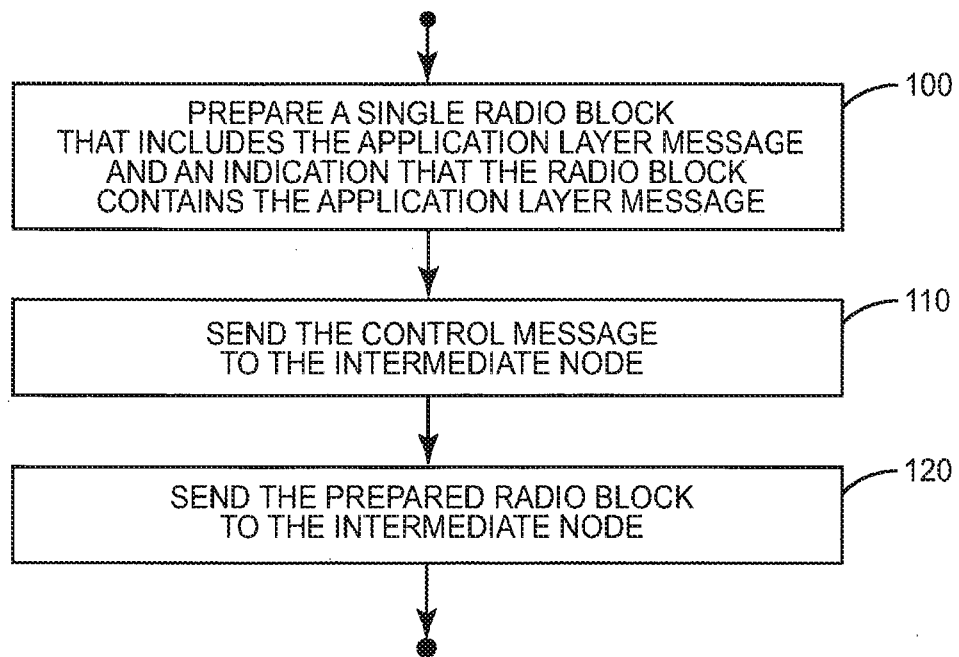 100
PREPARE A SINGLE RADIO BLOCK
THAT INCLUDES THE APPLICATION LAYER MESSAGE
AND AN INDICATION THAT THE RADIO BLOCK
CONTAINS THE APPLICATION LAYER MESSAGE
110
SEND THE CONTROL MESSAGE
TO THE INTERMEDIATE NODE
120
SEND THE PREPARED RADIO BLOCK
TO THE INTERMEDIATE NODE